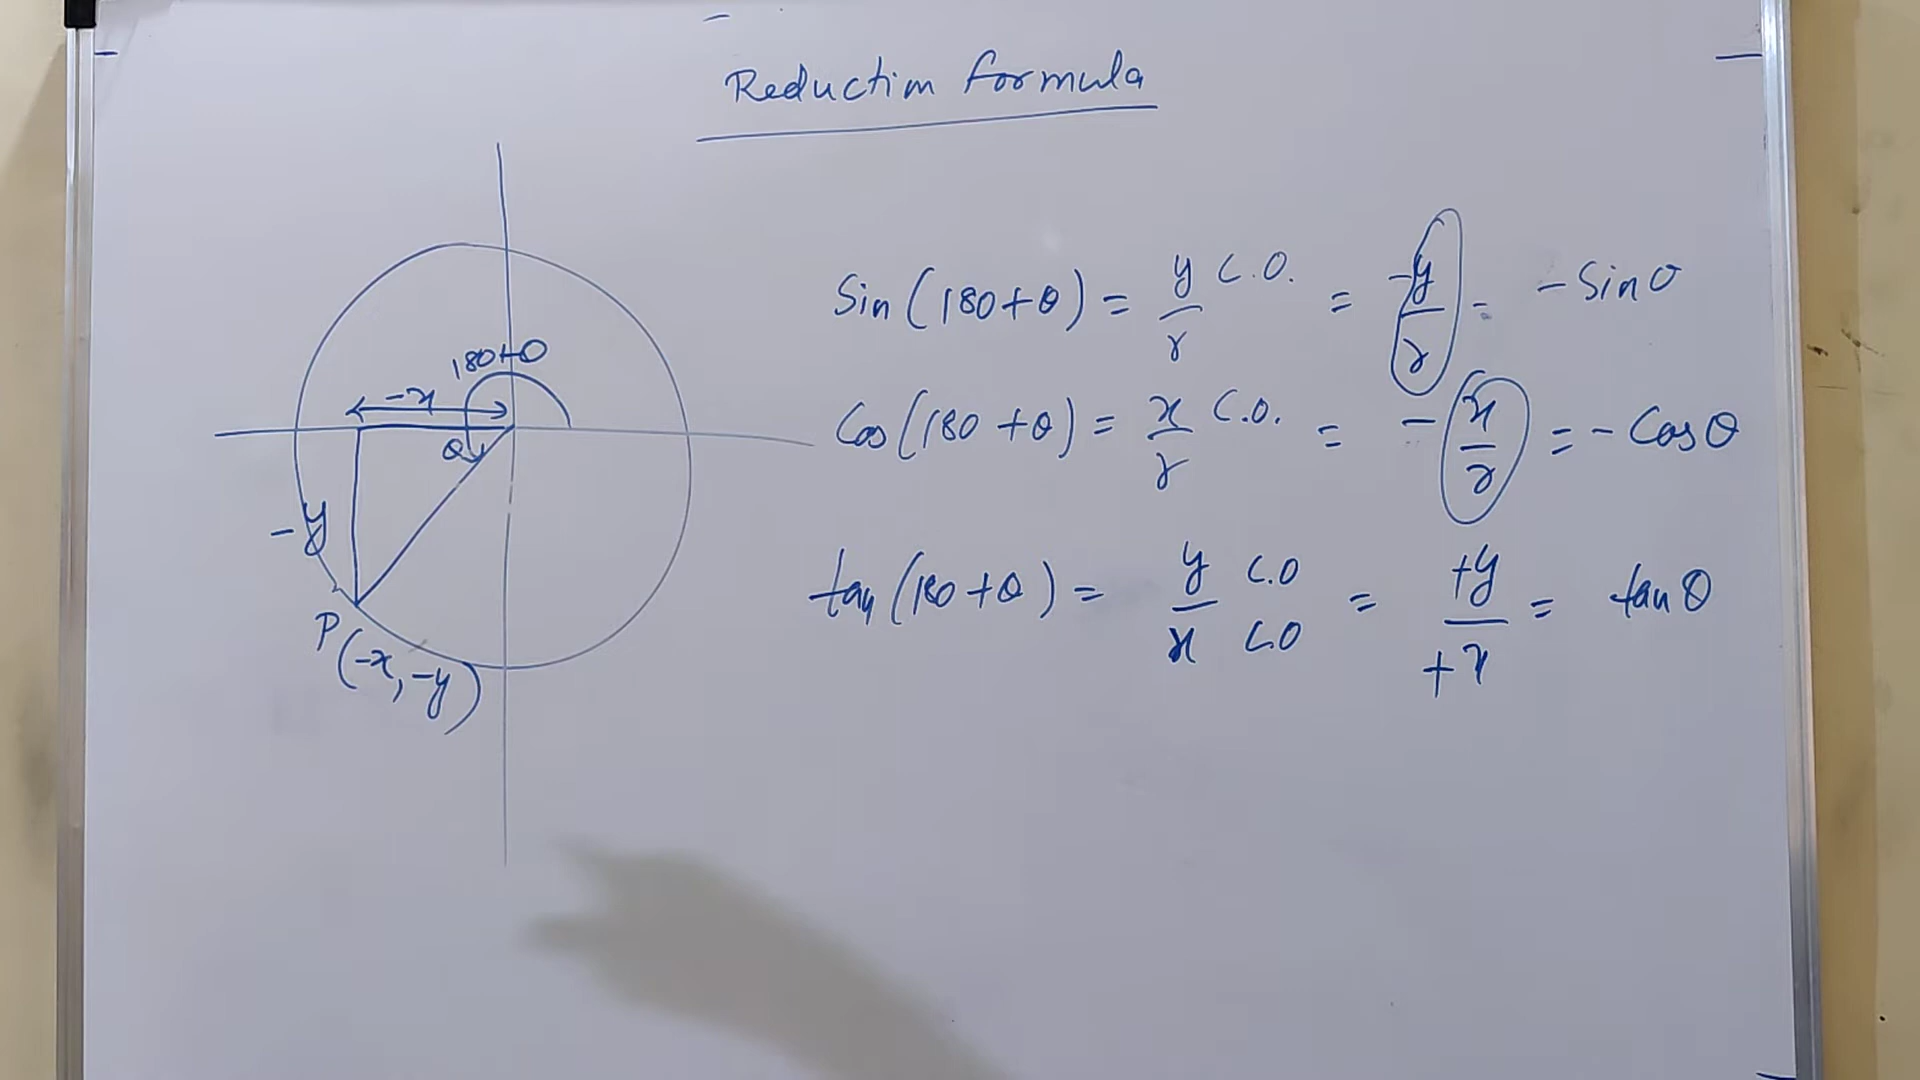 Reduction formula
180+θ
-x
θ
-y
P(-x, -y)
Sin(180+θ) = y C.O. / r = -y / r = -Sinθ
Cos(180+θ) = x C.O. / r = - x / r = - Cosθ
tan(180+θ) = y C.O / x C.O = +y / +x = tanθ